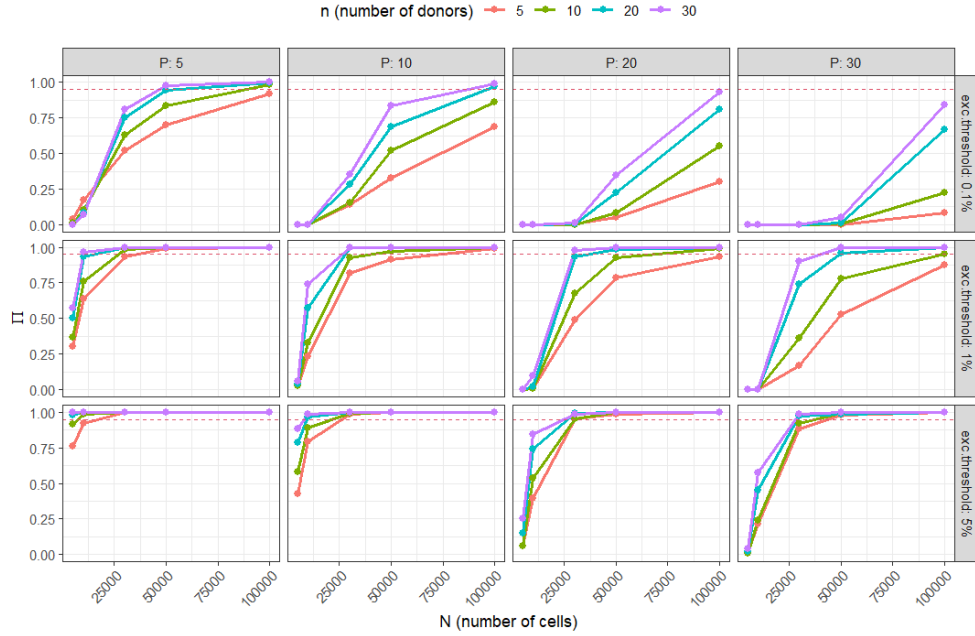 n (number of donors) 5 10 20 30
P: 5 P: 10 P: 20 P: 30
1.00
0.75
0.50
0.25
0.00
exc.threshold: 0.1%
1.00
0.75
0.50
0.25
0.00
exc.threshold: 1%
Π
1.00
0.75
0.50
0.25
0.00
exc.threshold: 5%
25000 50000 75000 100000 25000 50000 75000 100000 25000 50000 75000 100000 25000 50000 75000 100000
N (number of cells)